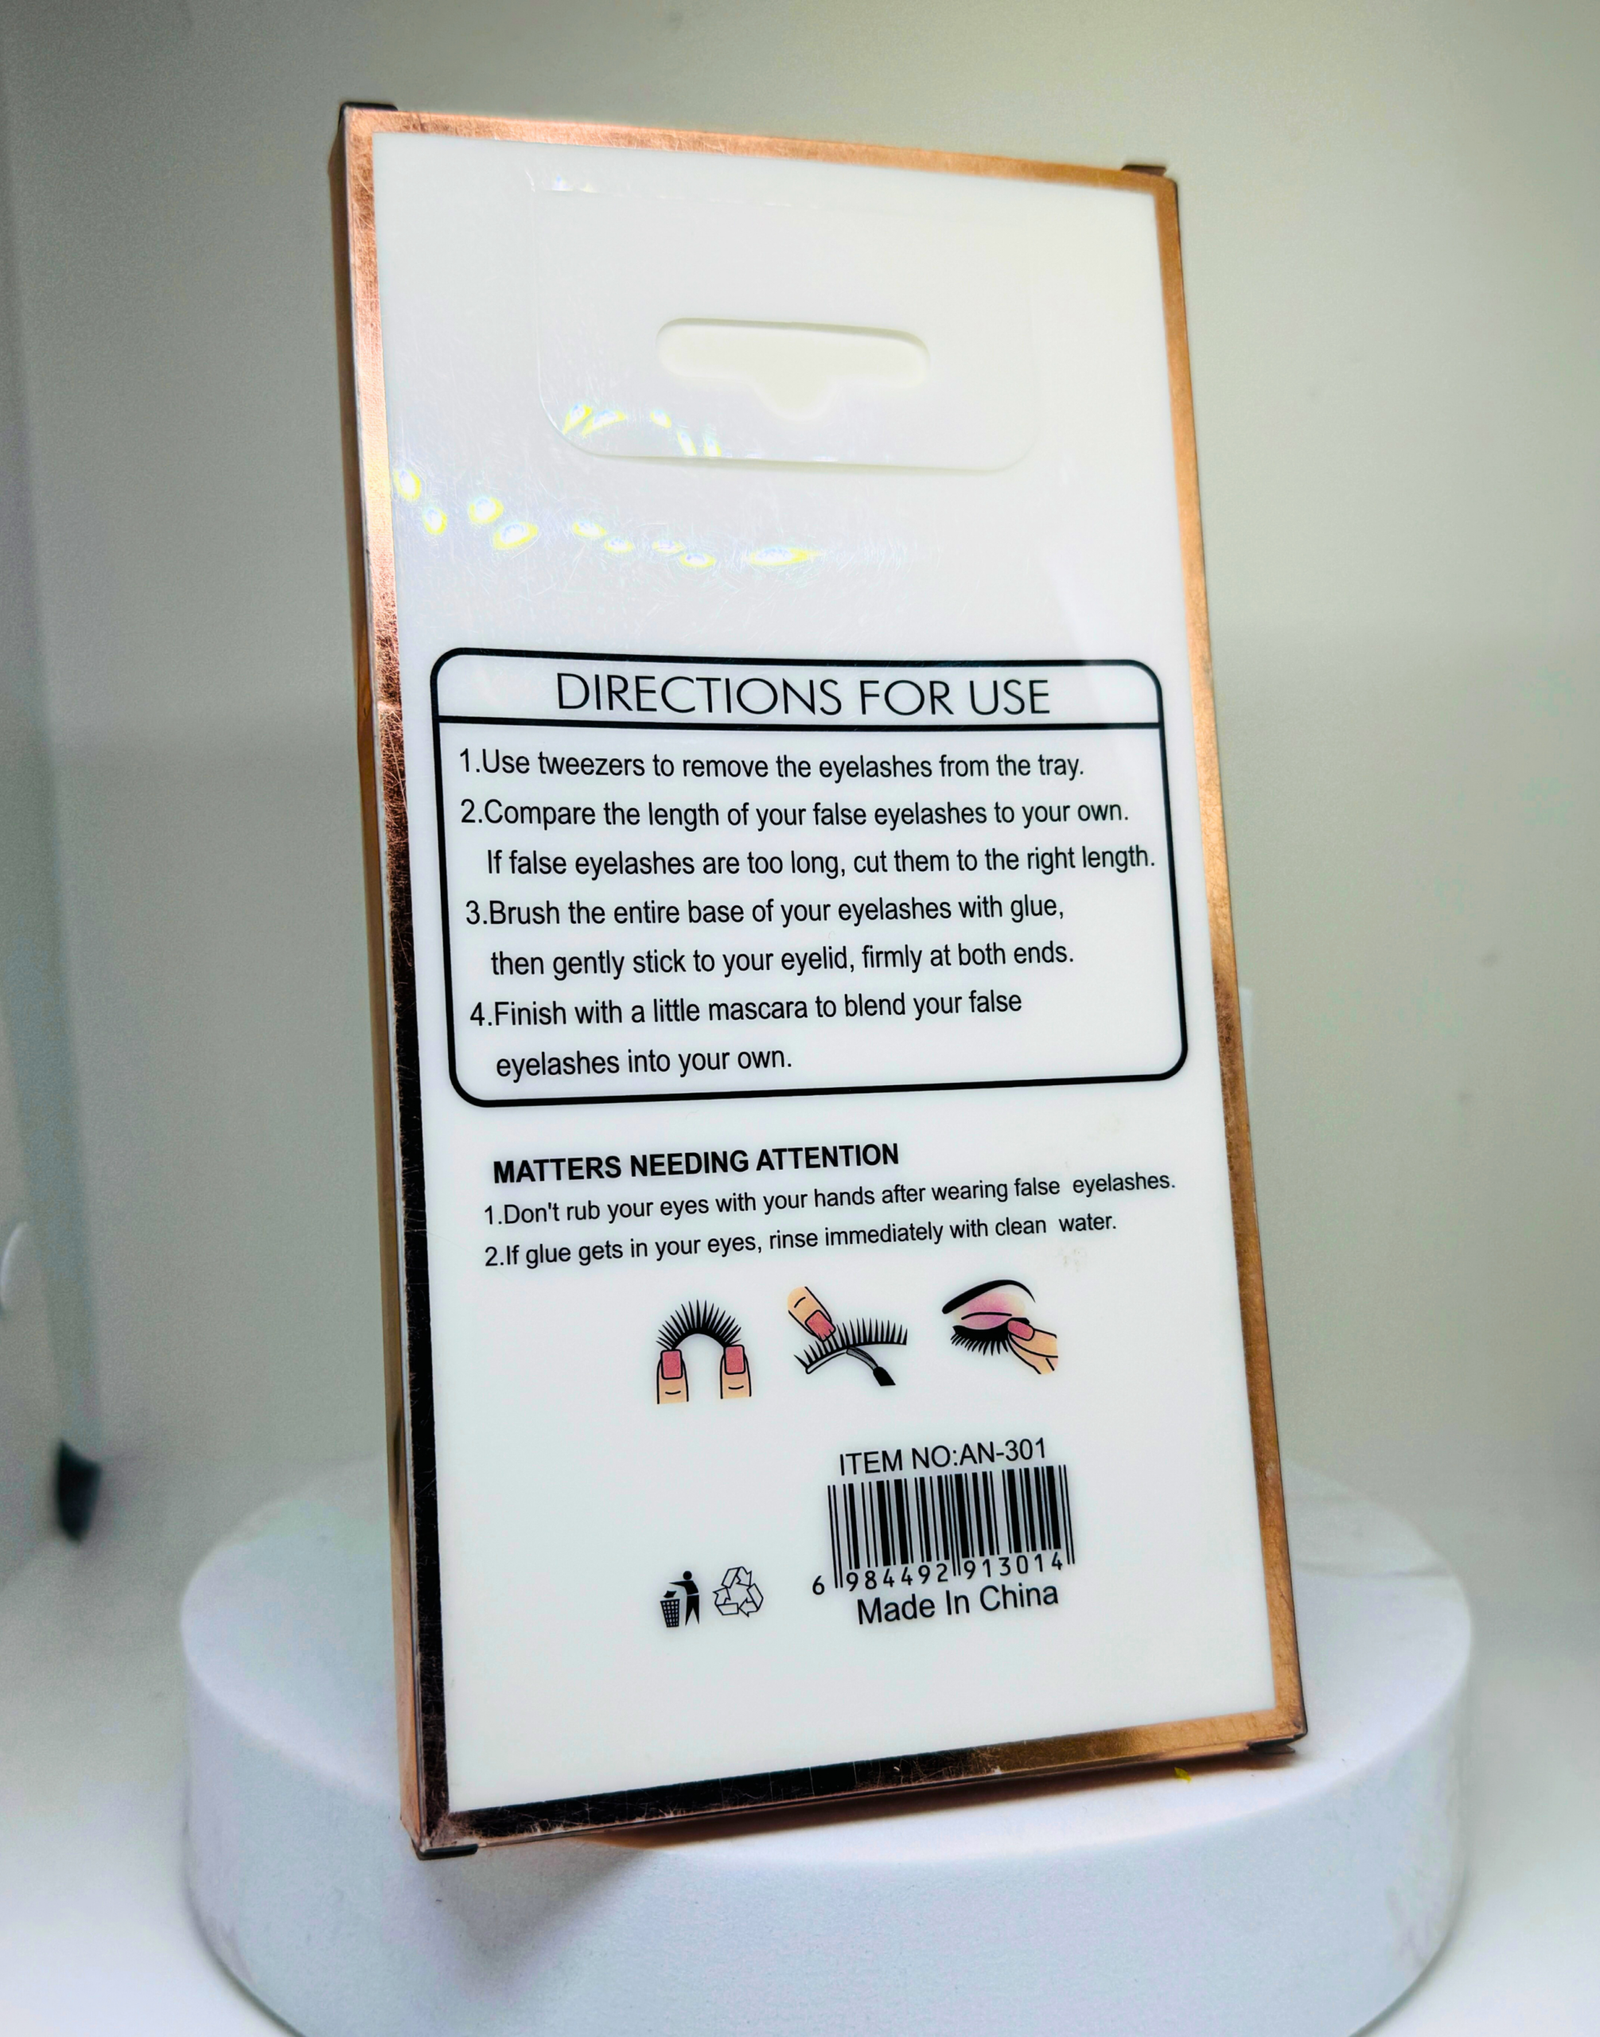 DIRECTIONS FOR USE
1.Use tweezers to remove the eyelashes from the tray.
2.Compare the length of your false eyelashes to your own.
If false eyelashes are too long, cut them to the right length.
3.Brush the entire base of your eyelashes with glue,
then gently stick to your eyelid, firmly at both ends.
4.Finish with a little mascara to blend your false
eyelashes into your own.
MATTERS NEEDING ATTENTION
1.Don't rub your eyes with your hands after wearing false eyelashes.
2.If glue gets in your eyes, rinse immediately with clean water.
ITEM NO:AN-301
6 984492 913014
Made In China